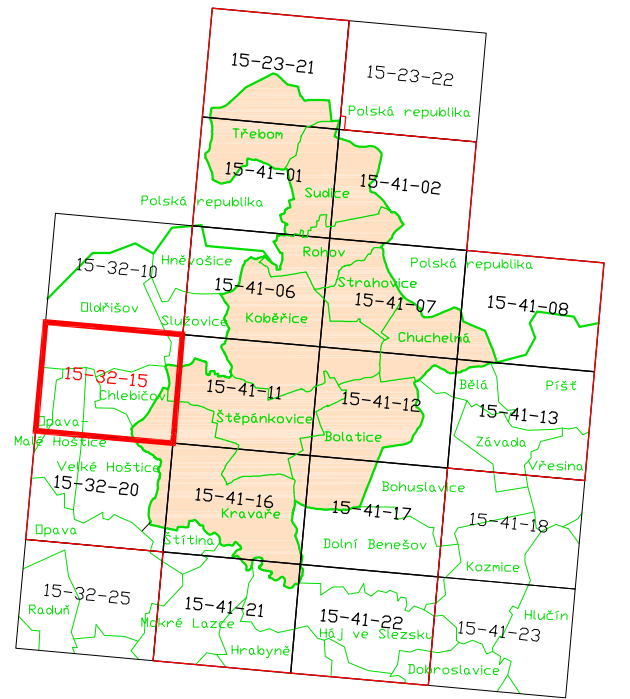 15-23-21
15-23-22
Polská republika
Třebom
15-41-01
15-41-02
Sudice
Polská republika
Rohov
Hněvošice
Polská republika
15-32-10
15-41-06
Strahovice
15-41-07
15-41-08
Oldřišov
Služovice
Koběřice
Chuchelná
15-32-15
15-41-11
Bělá
Píšť
Chlebičov
15-41-12
15-41-13
Opava-
Malé Hoštice
Štěpánkovice
Bolatice
Závada
Velké Hoštice
Vřesina
15-32-20
15-41-16
Bohuslavice
15-41-17
Kravaře
15-41-18
Opava
Štítina
Dolní Benešov
Kozmice
15-32-25
15-41-21
15-41-22
Hlučín
Raduň
Mokré Lazce
Háj ve Slezsku
15-41-23
Hrabyně
Dobroslavice